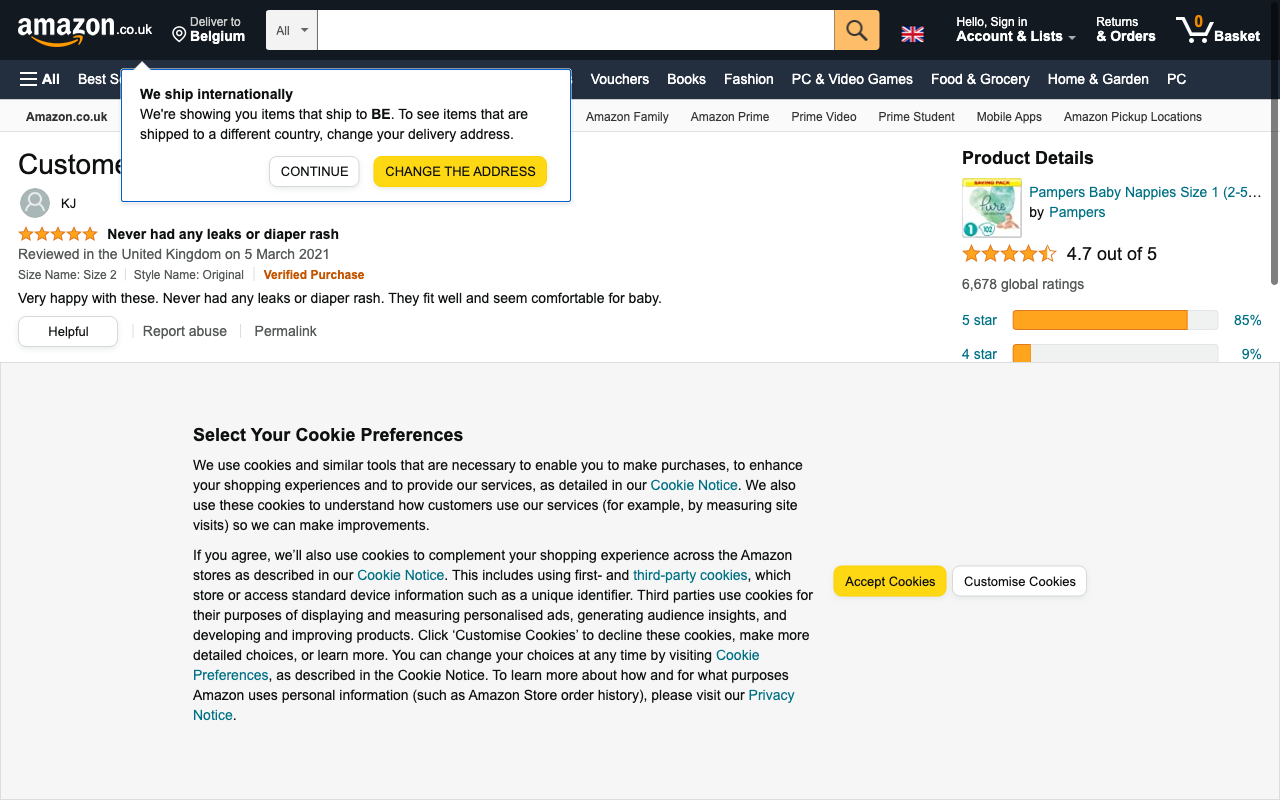 amazon.co.uk
Deliver to
Belgium
All
Hello, Sign in
Account & Lists
Returns
& Orders
0
Basket
All
Vouchers
Books
Fashion
PC & Video Games
Food & Grocery
Home & Garden
PC
We ship internationally
We're showing you items that ship to BE. To see items that are
shipped to a different country, change your delivery address.
CONTINUE
CHANGE THE ADDRESS
Amazon.co.uk
Amazon Family
Amazon Prime
Prime Video
Prime Student
Mobile Apps
Amazon Pickup Locations
KJ
Never had any leaks or diaper rash
Reviewed in the United Kingdom on 5 March 2021
Size Name: Size 2
Style Name: Original
Verified Purchase
Very happy with these. Never had any leaks or diaper rash. They fit well and seem comfortable for baby.
Helpful
Report abuse
Permalink
Product Details
SAVING PACK
Pure
1
102
Pampers Baby Nappies Size 1 (2-5...
by Pampers
4.7 out of 5
6,678 global ratings
5 star
85%
4 star
9%
Select Your Cookie Preferences
We use cookies and similar tools that are necessary to enable you to make purchases, to enhance
your shopping experiences and to provide our services, as detailed in our Cookie Notice. We also
use these cookies to understand how customers use our services (for example, by measuring site
visits) so we can make improvements.
If you agree, we’ll also use cookies to complement your shopping experience across the Amazon
stores as described in our Cookie Notice. This includes using first- and third-party cookies, which
store or access standard device information such as a unique identifier. Third parties use cookies for
their purposes of displaying and measuring personalised ads, generating audience insights, and
developing and improving products. Click ‘Customise Cookies’ to decline these cookies, make more
detailed choices, or learn more. You can change your choices at any time by visiting Cookie
Preferences, as described in the Cookie Notice. To learn more about how and for what purposes
Amazon uses personal information (such as Amazon Store order history), please visit our Privacy
Notice.
Accept Cookies
Customise Cookies